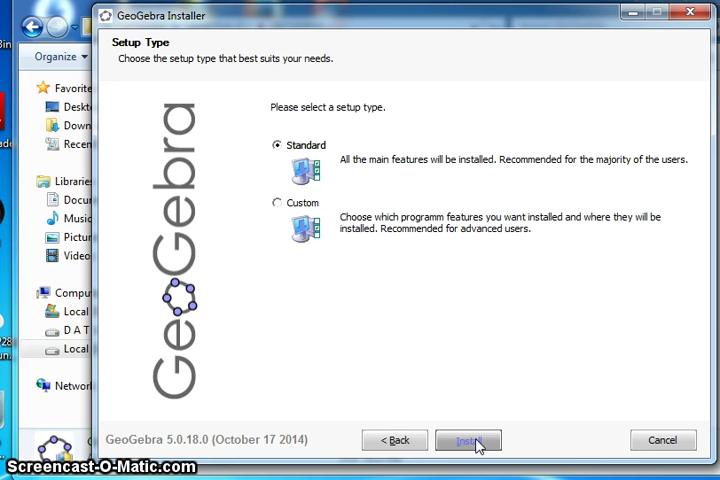 GeoGebra Installer
Setup Type
Choose the setup type that best suits your needs.
Organize
Favorite
Deskto
Down
Recen
Libraries
Docu
Music
Pictur
Video
Compu
Local
D A T
Local
Network
Please select a setup type.
Standard
All the main features will be installed. Recommended for the majority of the users.
Custom
Choose which programm features you want installed and where they will be
installed. Recommended for advanced users.
GeoGebra
GeoGebra 5.0.18.0 (October 17 2014)
< Back
Install
Cancel
Screencast-O-Matic.com